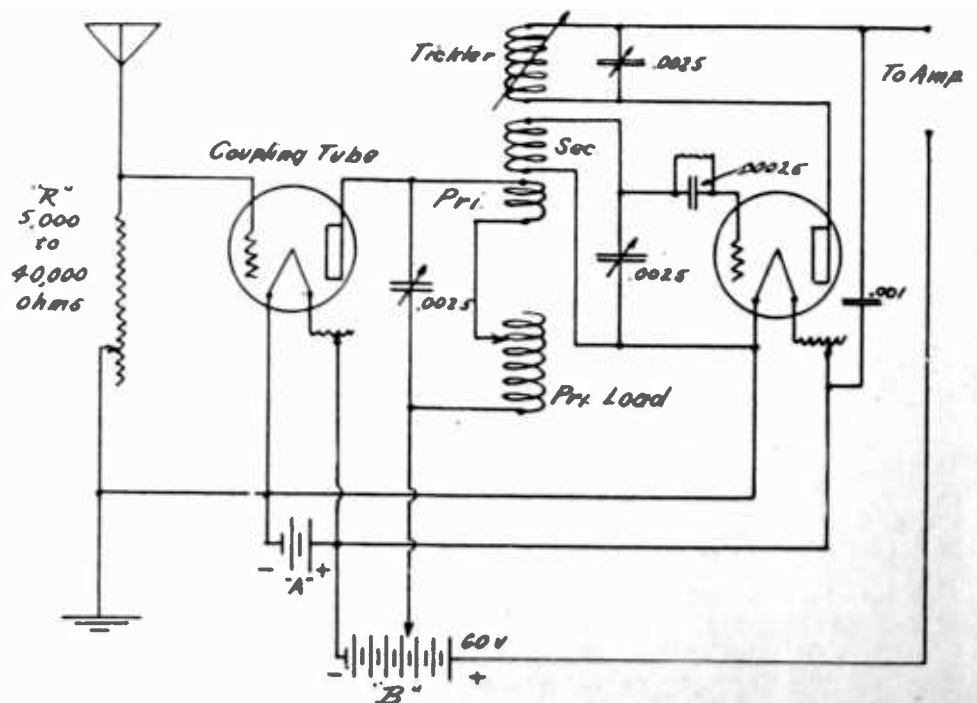 Tickler
.0025
To Amp
Coupling Tube
Sec
.00025
"R"
5,000
to
40,000
ohms
Pri.
.0025
.0025
.001
Pri. Load
- "A" +
60 V
- "B" +